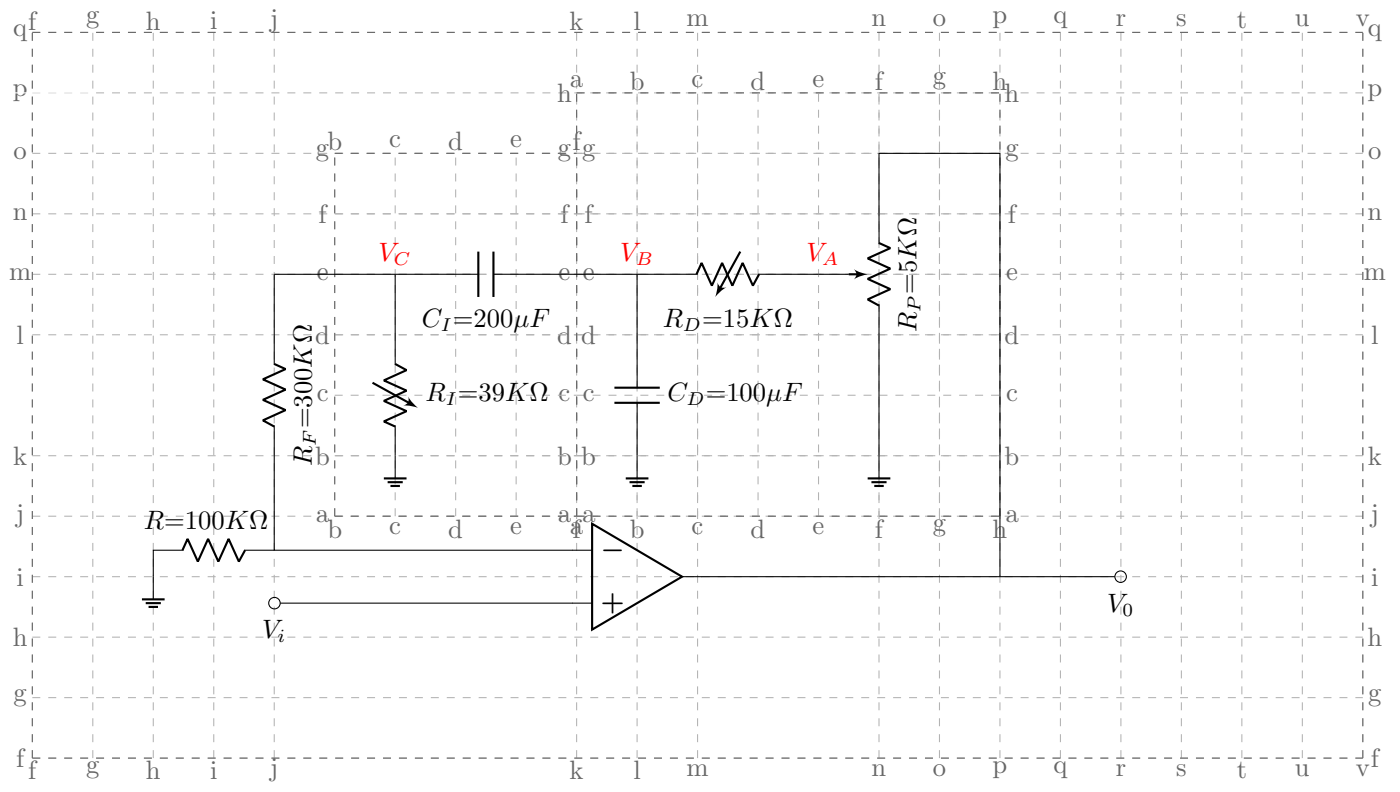 f g h i j k l m n o p q r s t u v
q q
a b c d e f g h
p h h p
b c d e f
o g g g g o
n f f f f n
V_C V_B V_A
m e e e e m
C_I=200μF R_D=15KΩ R_P=5KΩ
l d d d d l
R_F=300KΩ
c R_I=39KΩ c c C_D=100μF c
k b b b b k
R=100KΩ
j a a a a j
b c d e f a b c d e f g h
−
i i
+
V_i V_0
h h
g g
f f
f g h i j k l m n o p q r s t u v